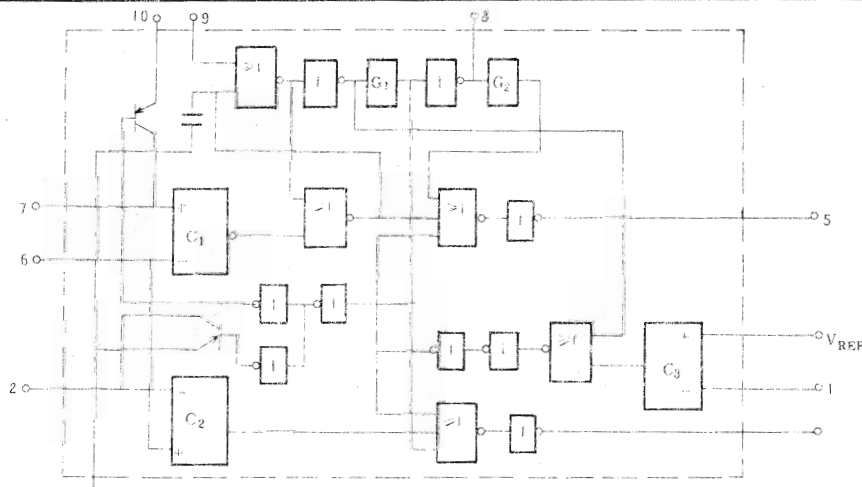 10 9 8
≥1 1 G₁ 1 G₂
7 + C₁ ≥1 ≥1 1 5
6 −
1 1
1 1 ≥1 + V_REF
1 C₃
2 − − 1
C₂ ≥1 1
+